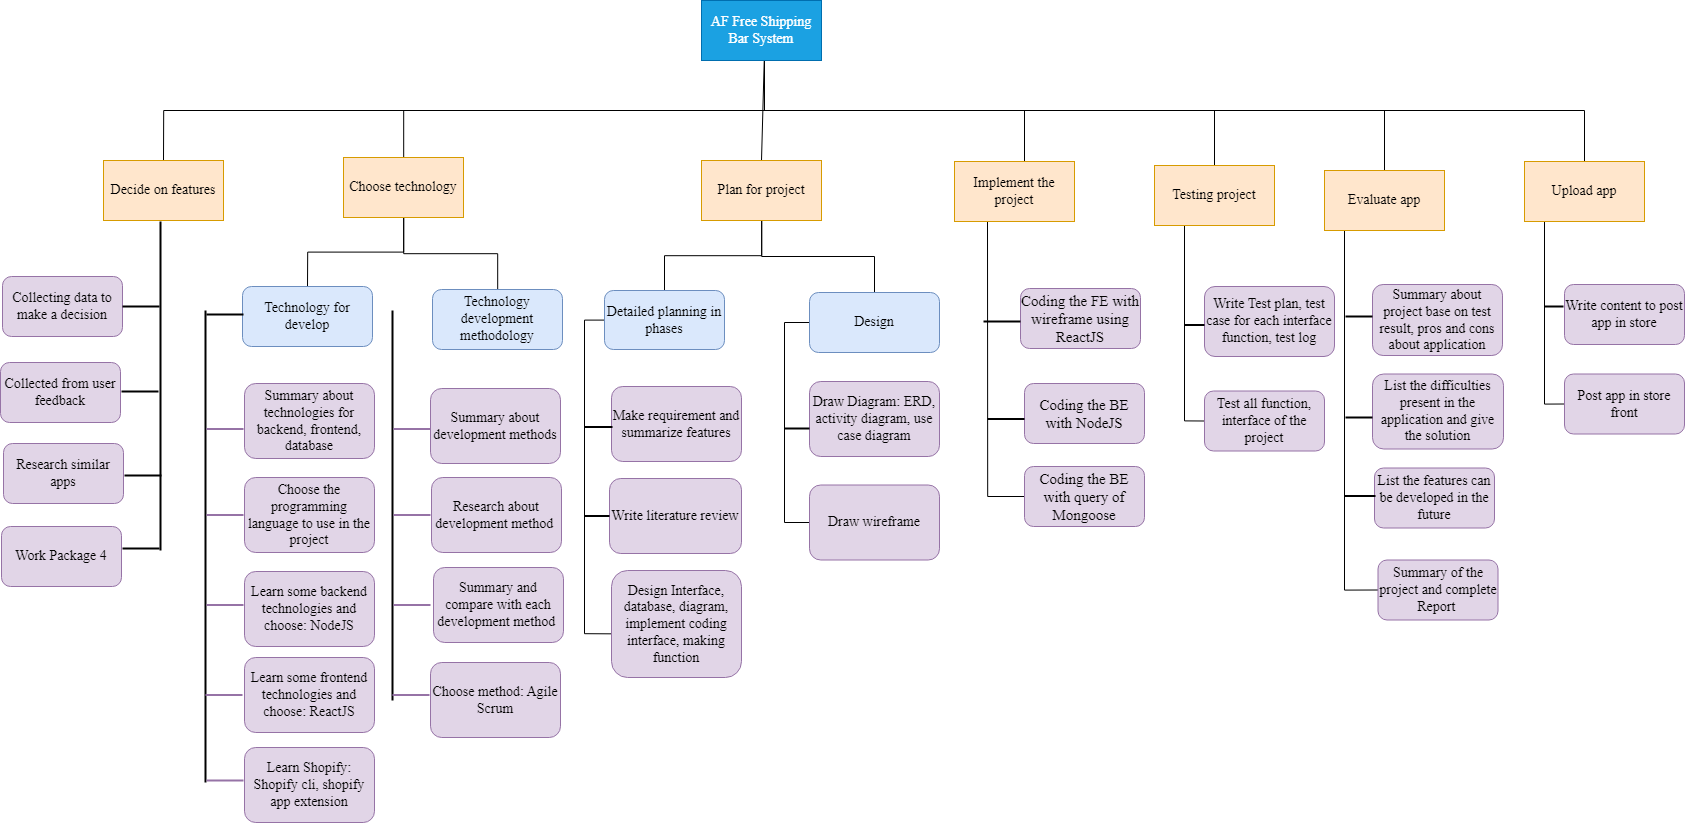 AF Free Shipping
Bar System
Decide on features
Choose technology
Plan for project
Implement the
project
Testing project
Evaluate app
Upload app
Collecting data to
make a decision
Collected from user
feedback
Research similar
apps
Work Package 4
Technology for
develop
Summary about
technologies for
backend, frontend,
database
Choose the
programming
language to use in the
project
Learn some backend
technologies and
choose: NodeJS
Learn some frontend
technologies and
choose: ReactJS
Learn Shopify:
Shopify cli, shopify
app extension
Technology
development
methodology
Summary about
development methods
Research about
development method
Summary and
compare with each
development method
Choose method: Agile
Scrum
Detailed planning in
phases
Make requirement and
summarize features
Write literature review
Design Interface,
database, diagram,
implement coding
interface, making
function
Design
Draw Diagram: ERD,
activity diagram, use
case diagram
Draw wireframe
Coding the FE with
wireframe using
ReactJS
Coding the BE
with NodeJS
Coding the BE
with query of
Mongoose
Write Test plan, test
case for each interface
function, test log
Test all function,
interface of the
project
Summary about
project base on test
result, pros and cons
about application
List the difficulties
present in the
application and give
the solution
List the features can
be developed in the
future
Summary of the
project and complete
Report
Write content to post
app in store
Post app in store
front